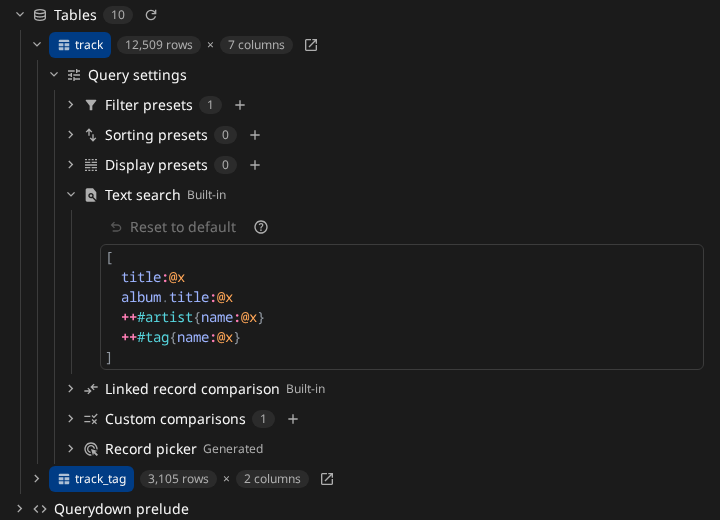 Tables 10
track 12,509 rows × 7 columns
Query settings
Filter presets 1 +
Sorting presets 0 +
Display presets 0 +
Text search Built-in
Reset to default
[
title:@x
album.title:@x
++#artist{name:@x}
++#tag{name:@x}
]
Linked record comparison Built-in
Custom comparisons 1 +
Record picker Generated
track_tag 3,105 rows × 2 columns
Querydown prelude